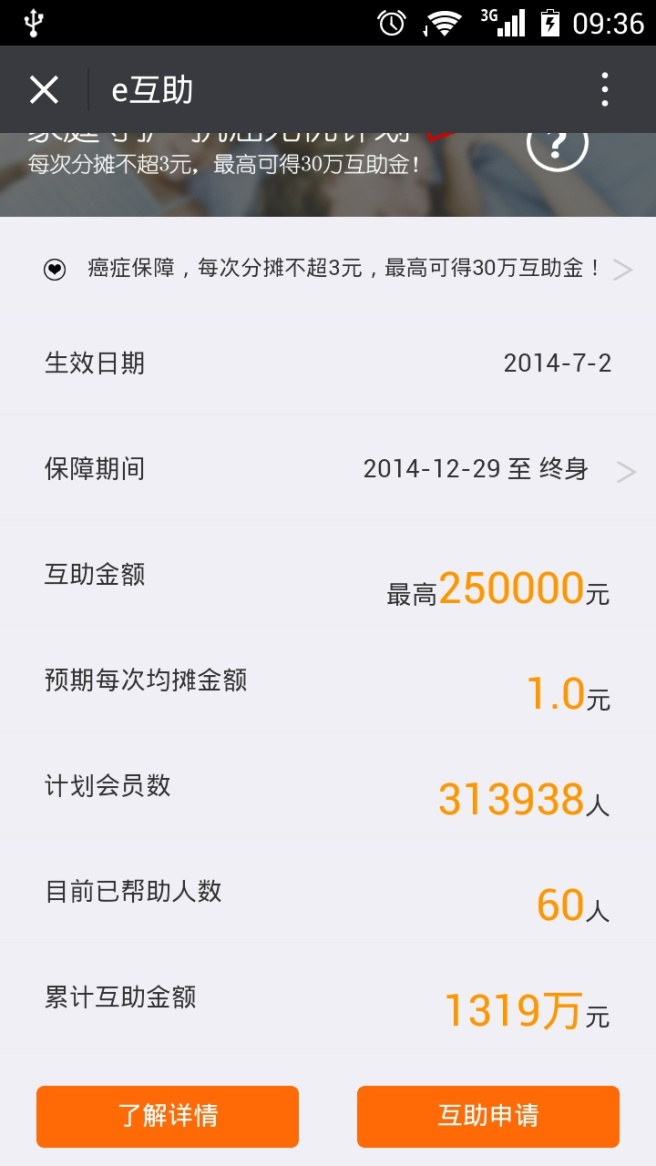 3G 09:36
e互助
每次分摊不超3元，最高可得30万互助金！
?
癌症保障，每次分摊不超3元，最高可得30万互助金！
生效日期 2014-7-2
保障期间 2014-12-29 至 终身
互助金额 最高250000元
预期每次均摊金额 1.0元
计划会员数 313938人
目前已帮助人数 60人
累计互助金额 1319万元
了解详情 互助申请